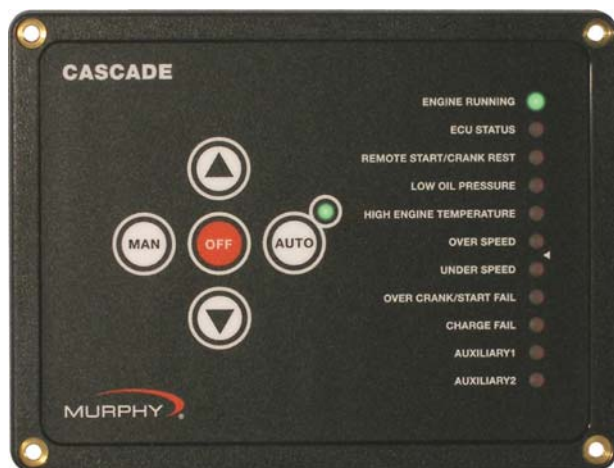 CASCADE
ENGINE RUNNING
ECU STATUS
REMOTE START/CRANK REST
LOW OIL PRESSURE
HIGH ENGINE TEMPERATURE
OVER SPEED
UNDER SPEED
OVER CRANK/START FAIL
CHARGE FAIL
AUXILIARY1
AUXILIARY2
MAN OFF AUTO
MURPHY®